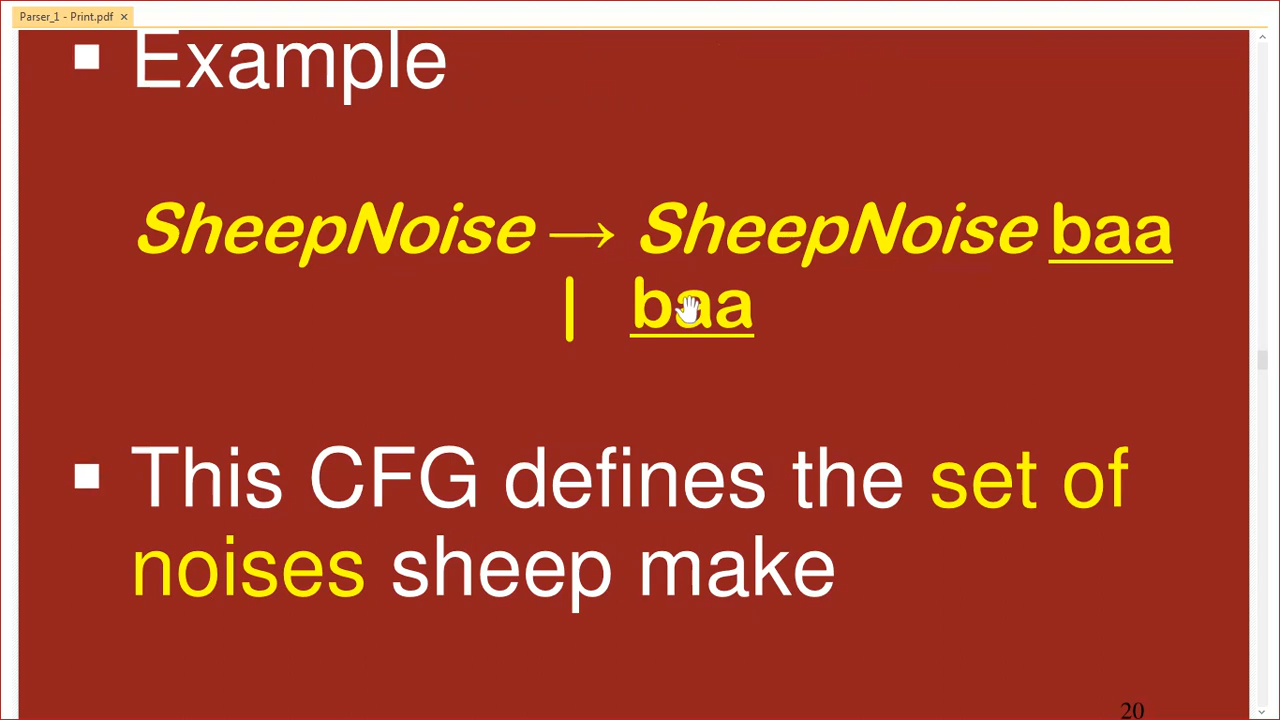 Parser_1 - Print.pdf ×
▪ Example
SheepNoise → SheepNoise baa
| baa
▪ This CFG defines the set of
noises sheep make
20